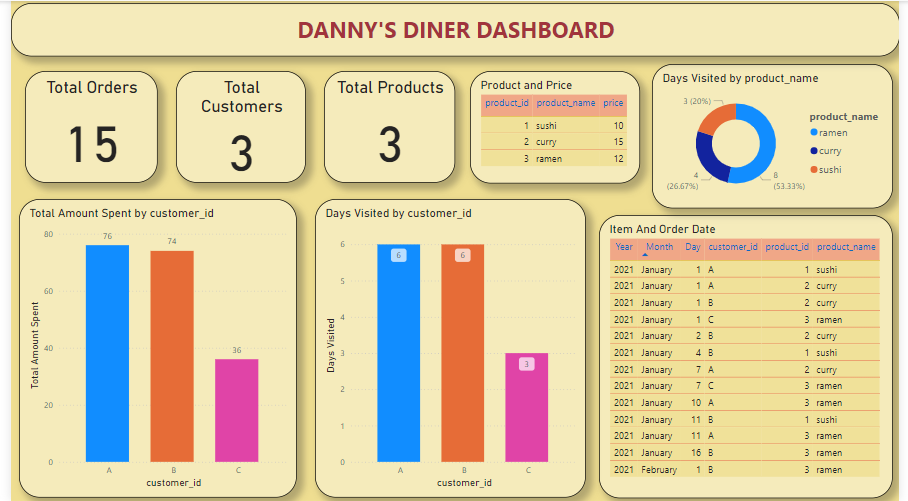 DANNY'S DINER DASHBOARD
Total Orders
15
Total
Customers
3
Total Products
3
Product and Price
product_id product_name price
1 sushi 10
2 curry 15
3 ramen 12
Days Visited by product_name
3 (20%)
4
(26.67%)
8
(53.33%)
product_name
ramen
curry
sushi
Total Amount Spent by customer_id
Total Amount Spent
80
60
40
20
0
76
74
36
A B C
customer_id
Days Visited by customer_id
Days Visited
6
5
4
3
2
1
0
6
6
3
A B C
customer_id
Item And Order Date
Year Month Day customer_id product_id product_name
2021 January 1 A 1 sushi
2021 January 1 A 2 curry
2021 January 1 B 2 curry
2021 January 1 C 3 ramen
2021 January 2 B 2 curry
2021 January 4 B 1 sushi
2021 January 7 A 2 curry
2021 January 7 C 3 ramen
2021 January 10 A 3 ramen
2021 January 11 B 1 sushi
2021 January 11 A 3 ramen
2021 January 16 B 3 ramen
2021 February 1 B 3 ramen